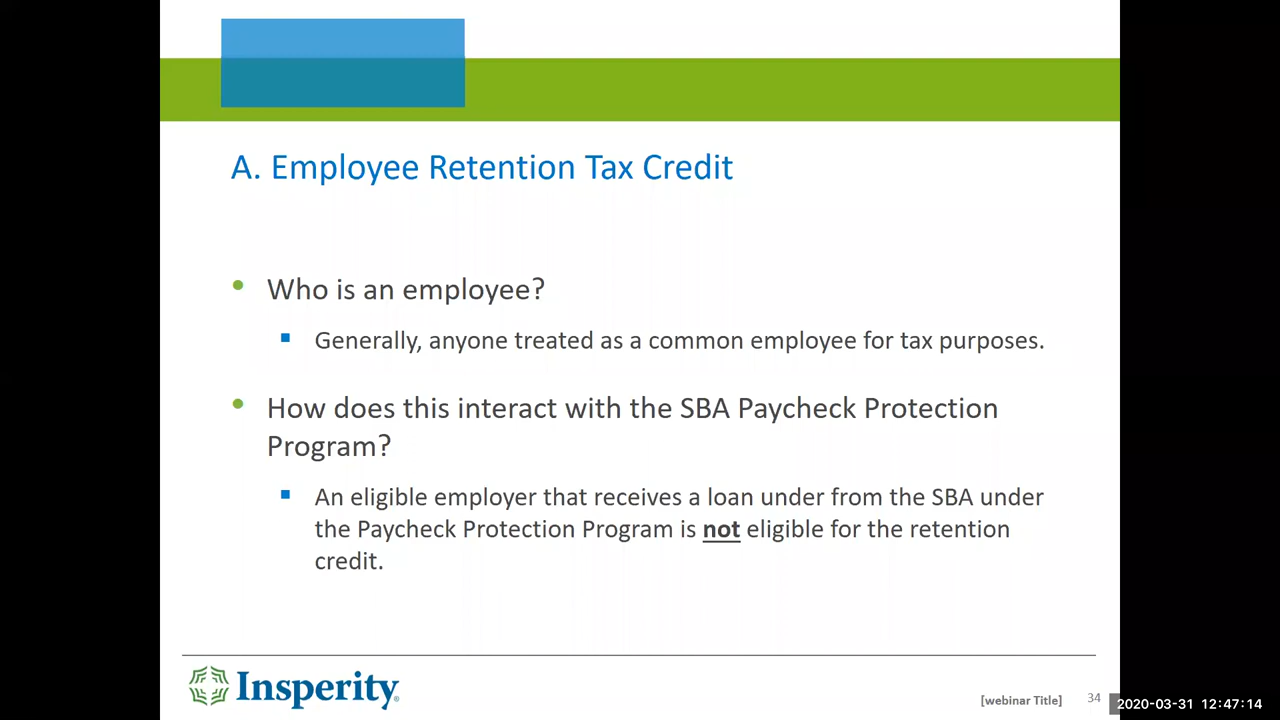 A. Employee Retention Tax Credit
• Who is an employee?
▪ Generally, anyone treated as a common employee for tax purposes.
• How does this interact with the SBA Paycheck Protection
Program?
▪ An eligible employer that receives a loan under from the SBA under
the Paycheck Protection Program is not eligible for the retention
credit.
Insperity
[webinar Title]
34
2020-03-31 12:47:14